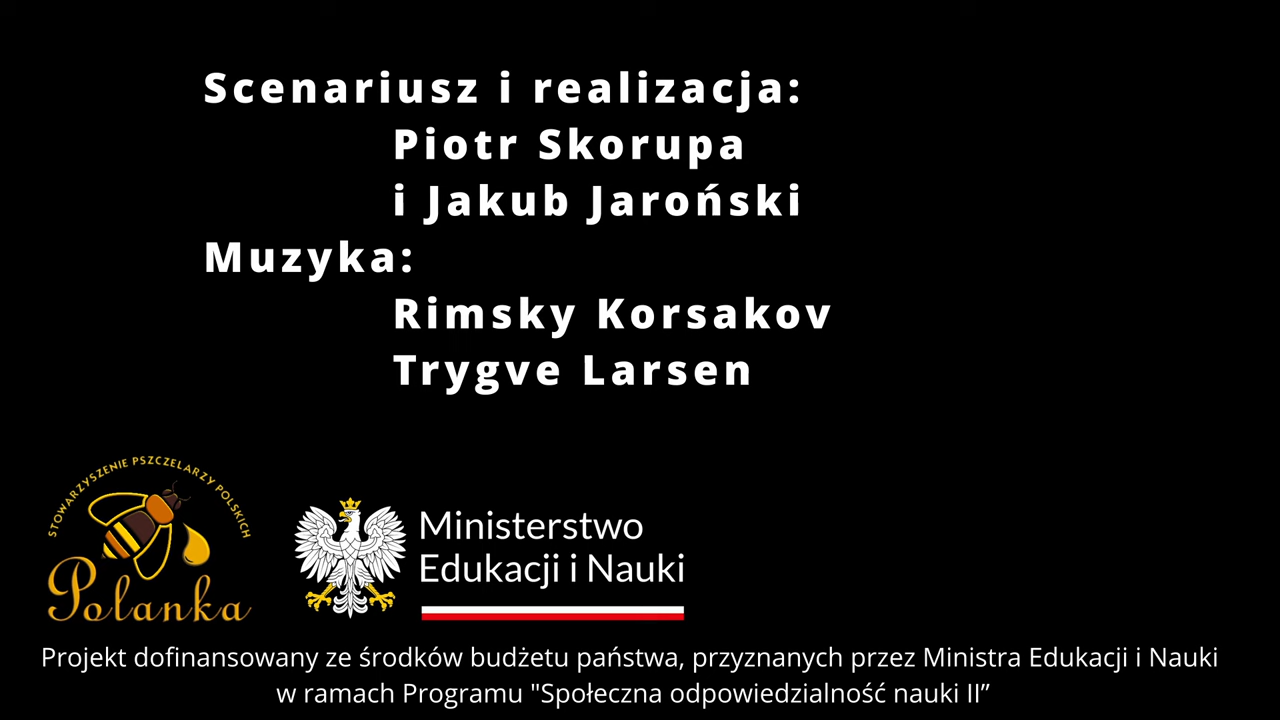 Scenariusz i realizacja:
Piotr Skorupa
i Jakub Jaroński
Muzyka:
Rimsky Korsakov
Trygve Larsen
STOWARZYSZENIE PSZCZELARZY POLSKICH
Polanka
Ministerstwo
Edukacji i Nauki
Projekt dofinansowany ze środków budżetu państwa, przyznanych przez Ministra Edukacji i Nauki
w ramach Programu "Społeczna odpowiedzialność nauki II”